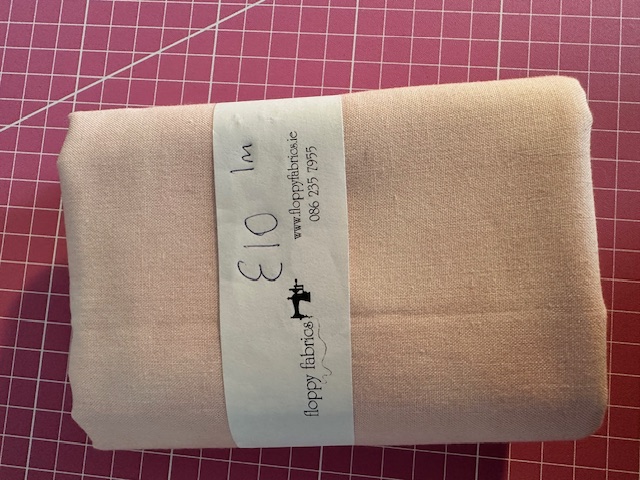 €10 1m
floppy fabrics
www.floppyfabrics.ie
086 235 7955